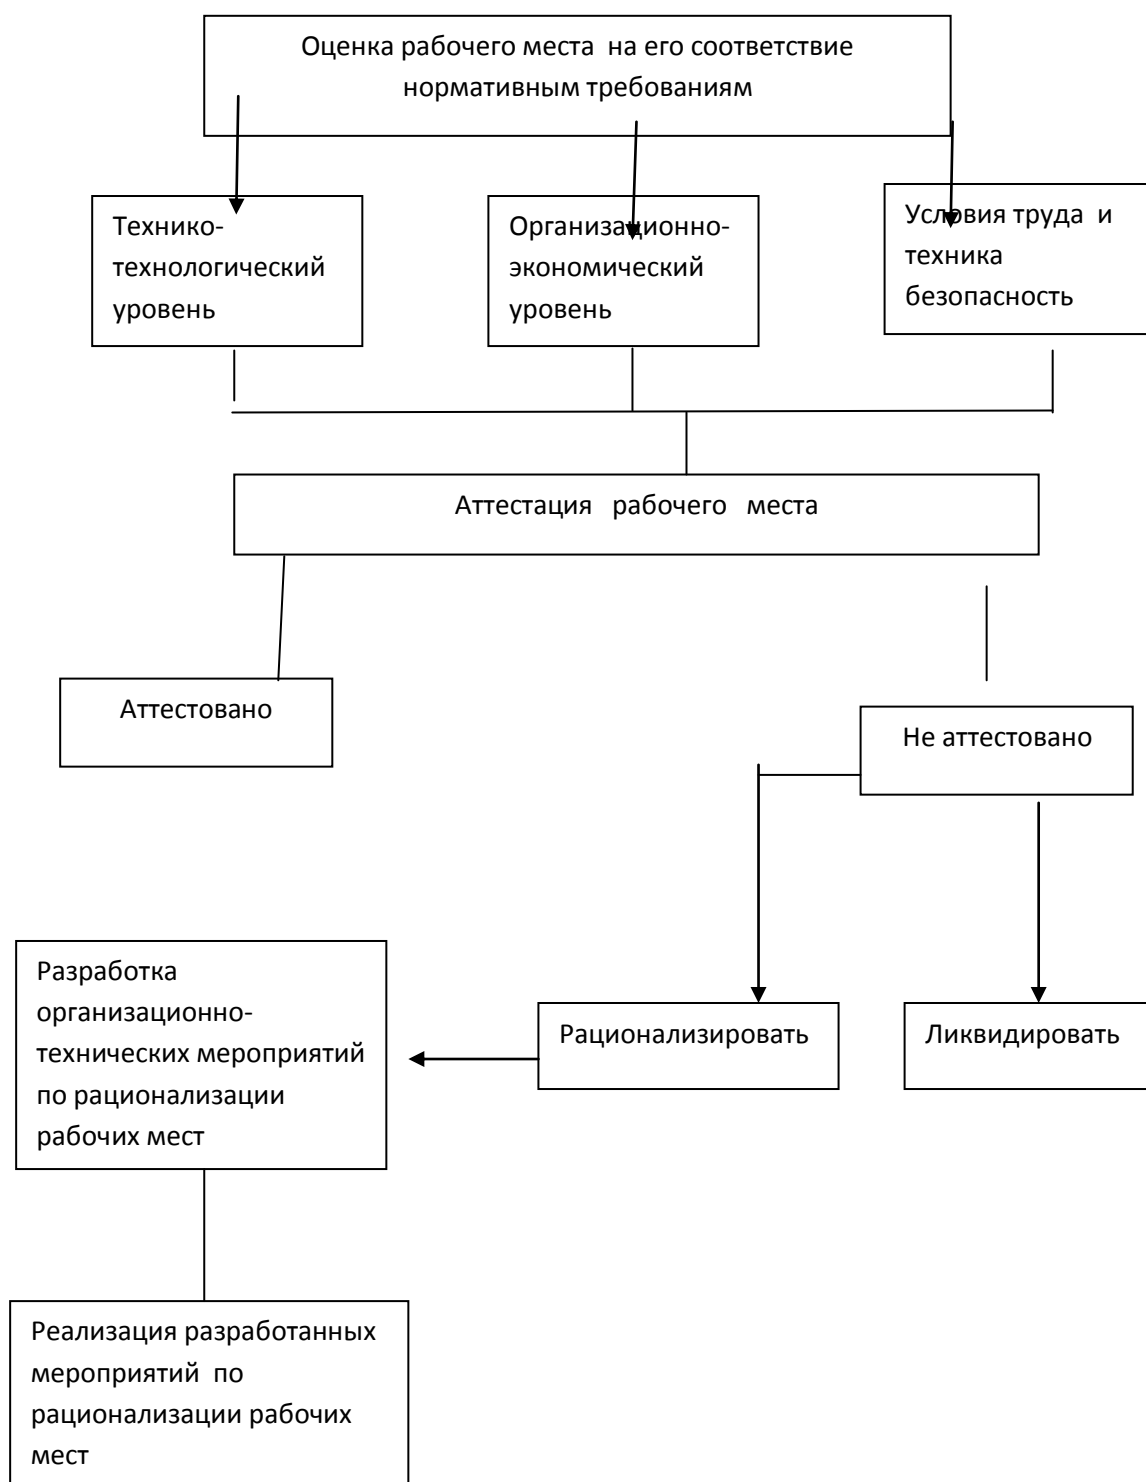 Оценка рабочего места на его соответствие
нормативным требованиям
Технико-
технологический
уровень
Организационно-
экономический
уровень
Условия труда и
техника
безопасность
Аттестация рабочего места
Аттестовано
Не аттестовано
Разработка
организационно-
технических мероприятий
по рационализации
рабочих мест
Рационализировать
Ликвидировать
Реализация разработанных
мероприятий по
рационализации рабочих
мест